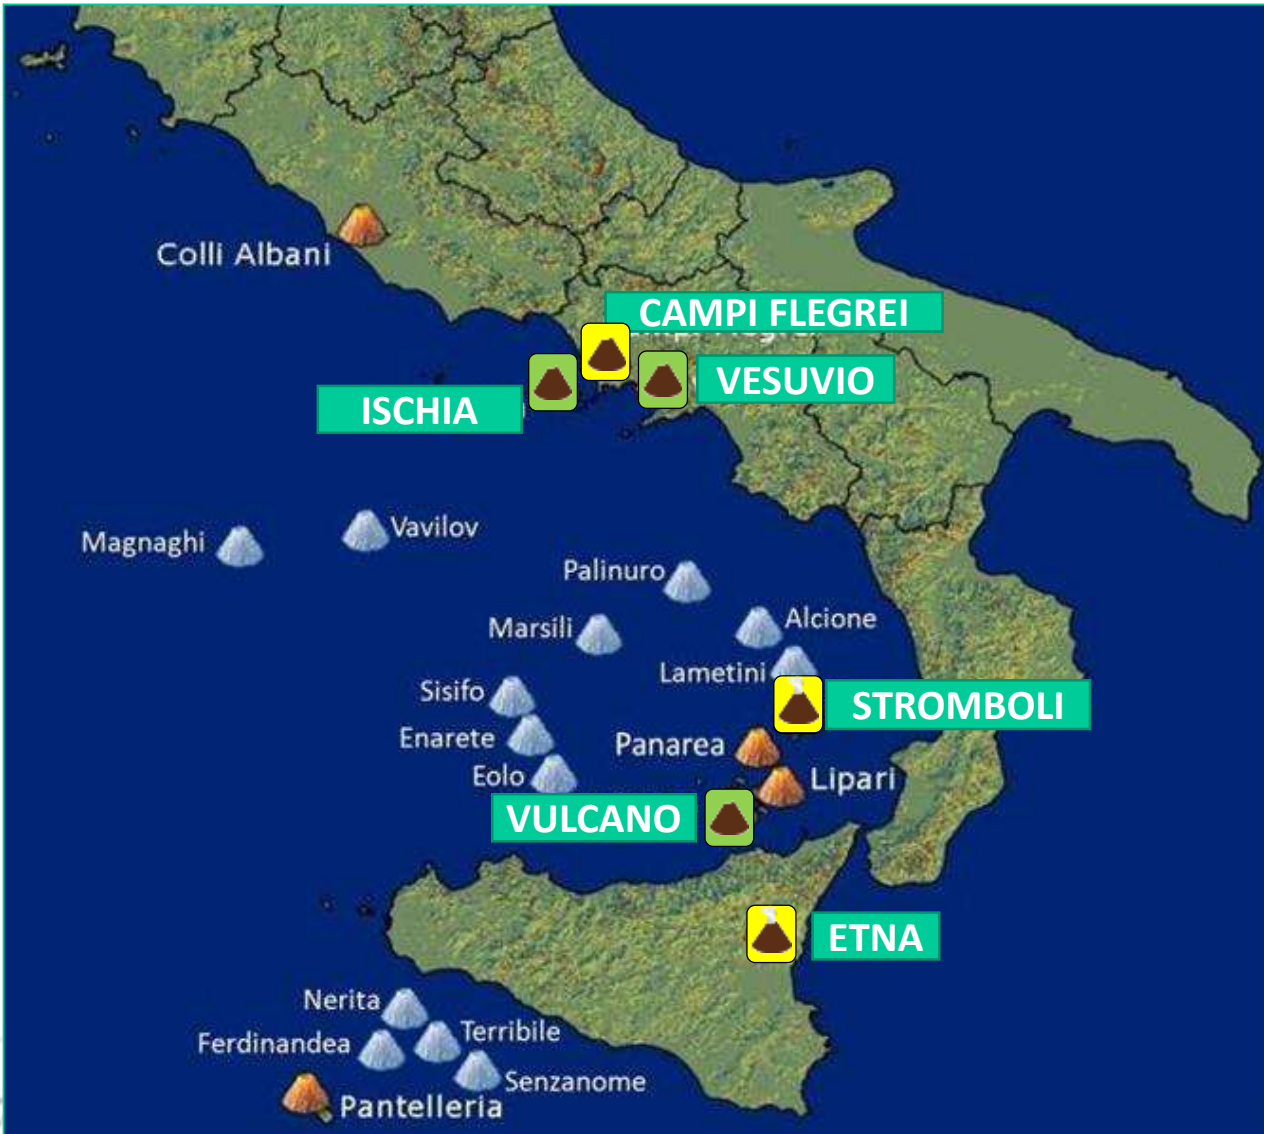 Colli Albani
CAMPI FLEGREI
VESUVIO
ISCHIA
Magnaghi
Vavilov
Palinuro
Marsili
Alcione
Lametini
Sisifo
STROMBOLI
Enarete
Panarea
Eolo
Lipari
VULCANO
ETNA
Nerita
Terribile
Ferdinandea
Senzanome
Pantelleria